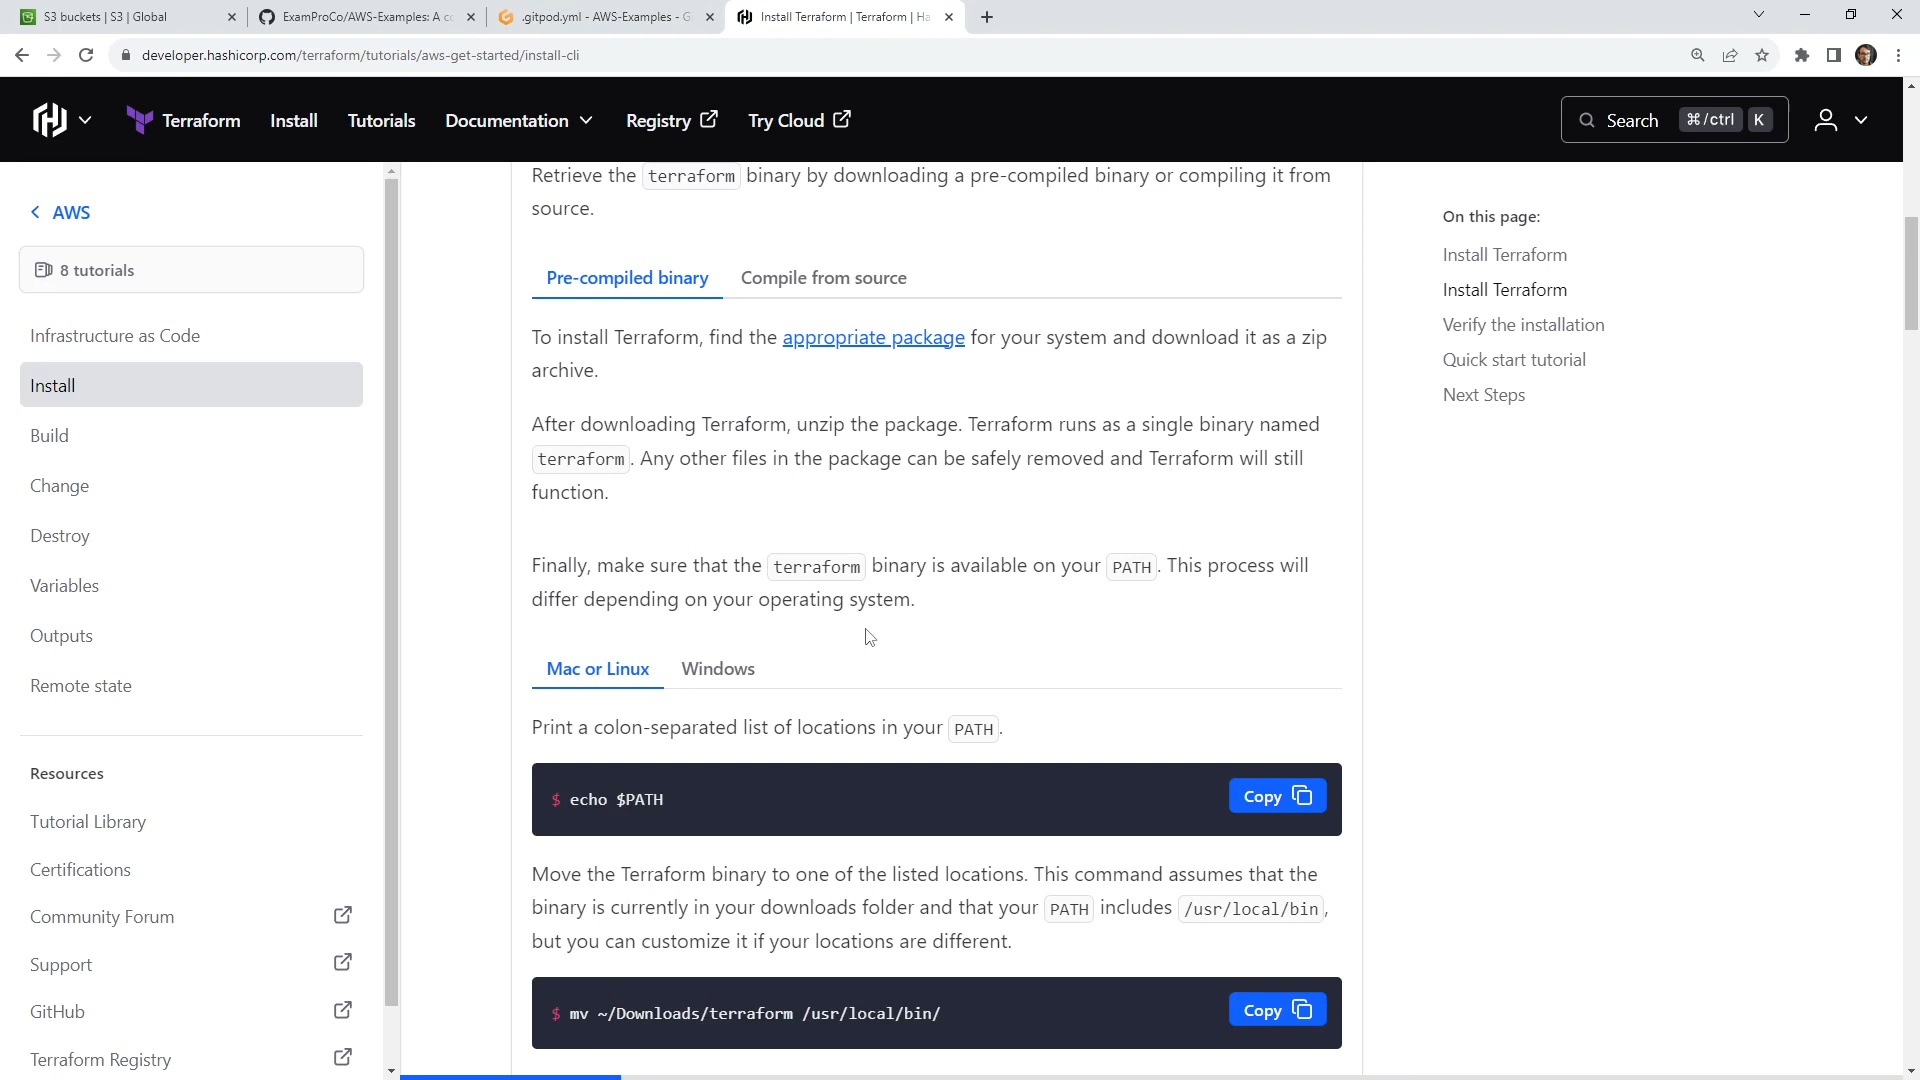 S3 buckets | S3 | Global
ExamProCo/AWS-Examples: A co
.gitpod.yml - AWS-Examples - G
Install Terraform | Terraform | Ha
developer.hashicorp.com/terraform/tutorials/aws-get-started/install-cli
Terraform
Install
Tutorials
Documentation
Registry
Try Cloud
Search
⌘/ctrl
K
AWS
8 tutorials
Infrastructure as Code
Install
Build
Change
Destroy
Variables
Outputs
Remote state
Resources
Tutorial Library
Certifications
Community Forum
Support
GitHub
Terraform Registry
Retrieve the terraform binary by downloading a pre-compiled binary or compiling it from
source.
Pre-compiled binary
Compile from source
To install Terraform, find the appropriate package for your system and download it as a zip
archive.
After downloading Terraform, unzip the package. Terraform runs as a single binary named
terraform. Any other files in the package can be safely removed and Terraform will still
function.
Finally, make sure that the terraform binary is available on your PATH. This process will
differ depending on your operating system.
Mac or Linux
Windows
Print a colon-separated list of locations in your PATH.
$ echo $PATH
Copy
Move the Terraform binary to one of the listed locations. This command assumes that the
binary is currently in your downloads folder and that your PATH includes /usr/local/bin,
but you can customize it if your locations are different.
$ mv ~/Downloads/terraform /usr/local/bin/
Copy
On this page:
Install Terraform
Install Terraform
Verify the installation
Quick start tutorial
Next Steps